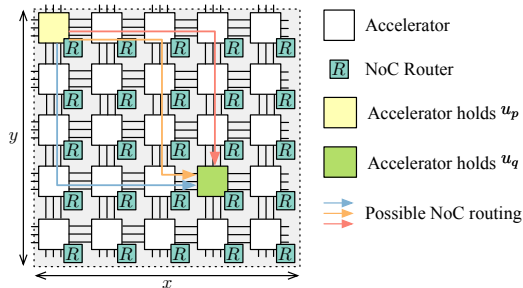 R R R R R
R R R R R
R R R R R
R R R R R
R R R R R
y
x
Accelerator
R NoC Router
Accelerator holds u_p
Accelerator holds u_q
Possible NoC routing